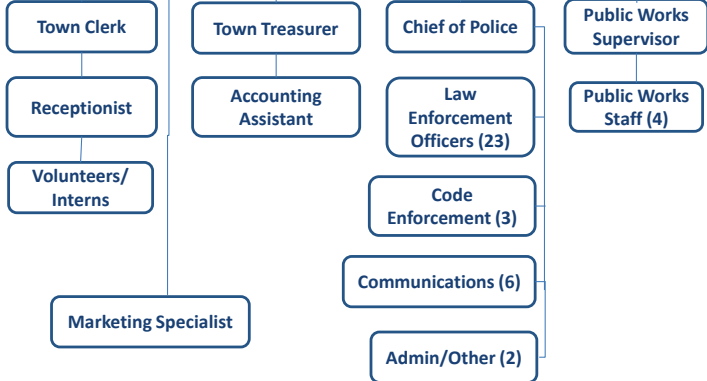 Town Clerk
Town Treasurer
Chief of Police
Public Works
Supervisor
Receptionist
Accounting
Assistant
Law
Enforcement
Officers (23)
Public Works
Staff (4)
Volunteers/
Interns
Code
Enforcement (3)
Communications (6)
Marketing Specialist
Admin/Other (2)